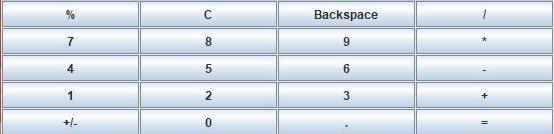 % C Backspace /
7 8 9 *
4 5 6 -
1 2 3 +
+/- 0 . =